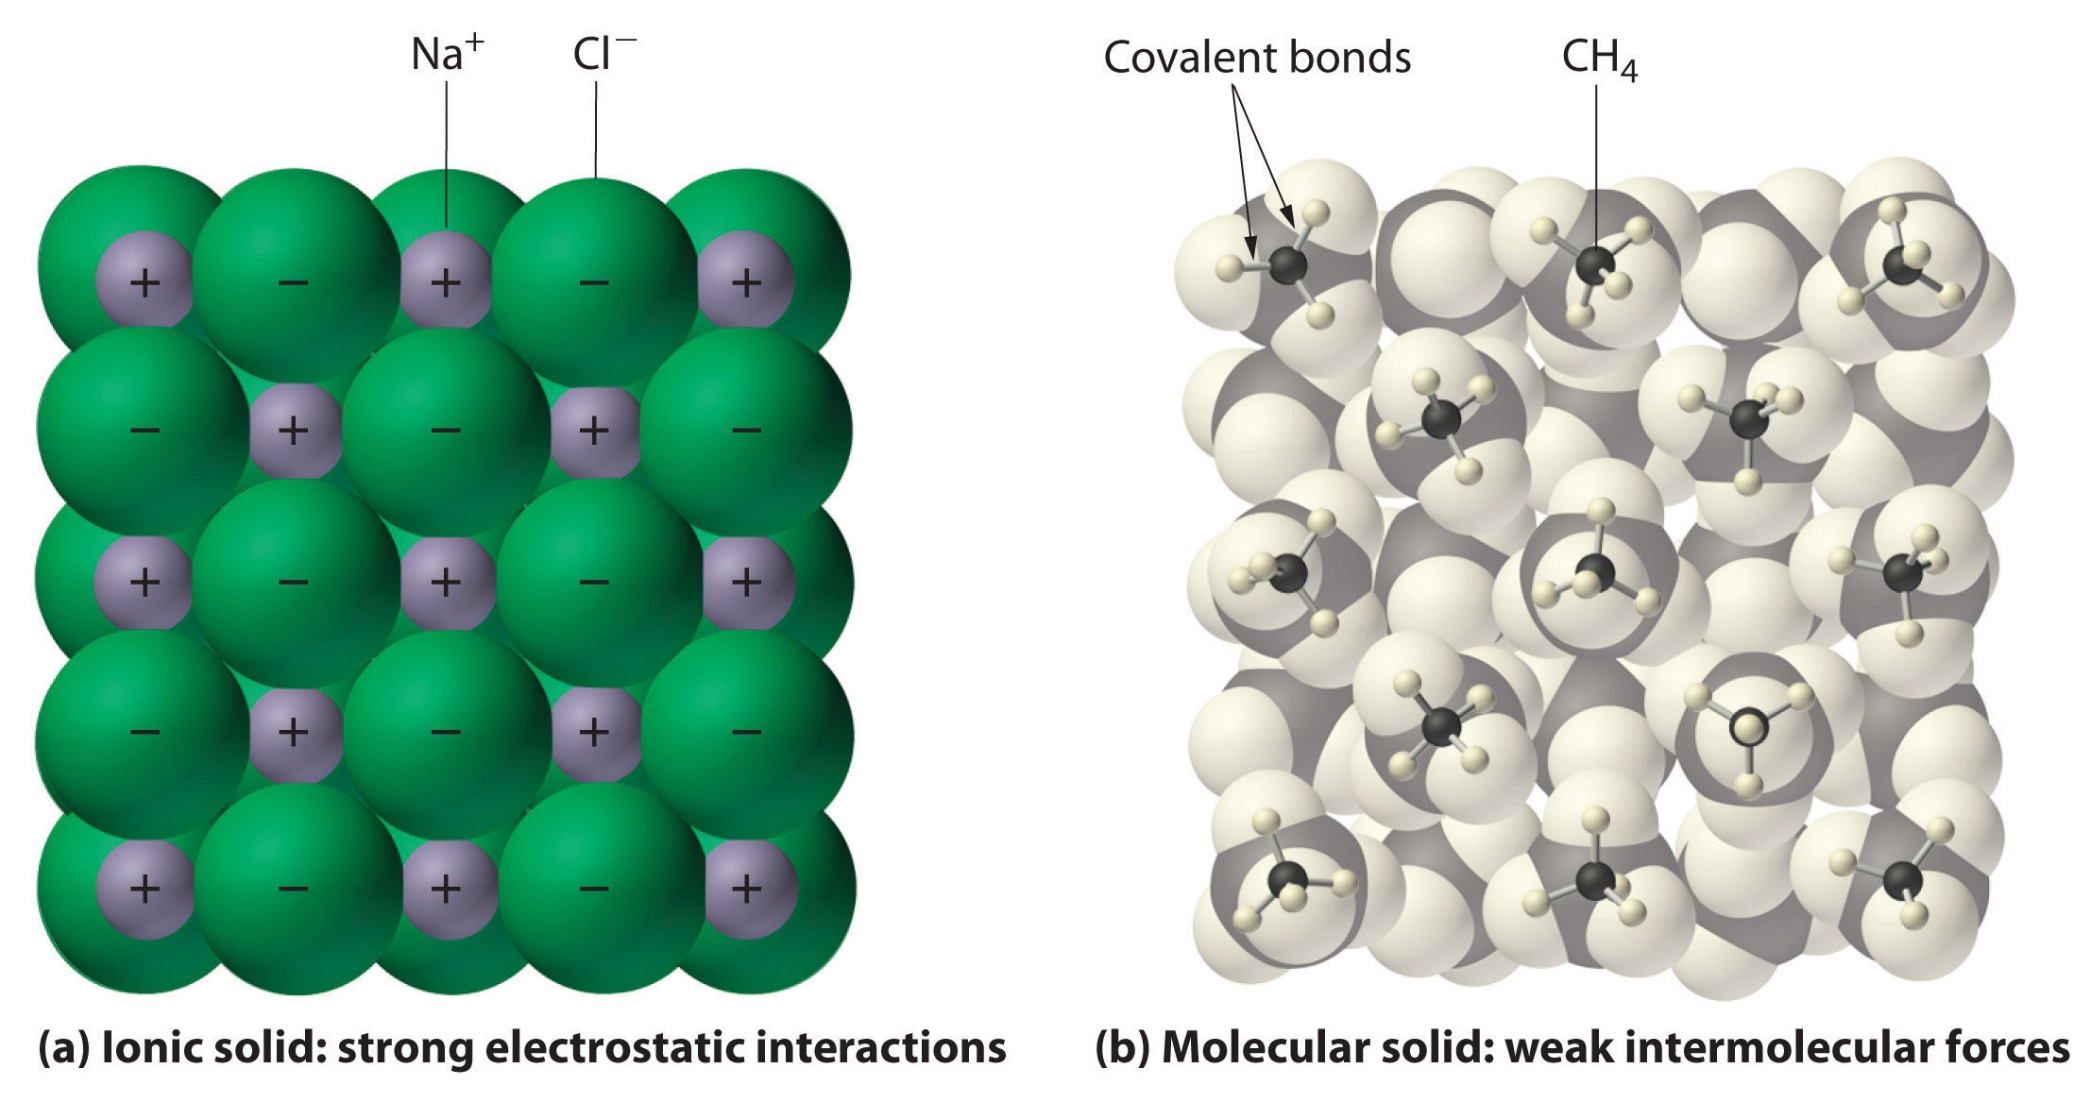 Na⁺ Cl⁻
Covalent bonds CH₄
+ − + − +
− + − + −
+ − + − +
− + − + −
+ − + − +
(a) Ionic solid: strong electrostatic interactions
(b) Molecular solid: weak intermolecular forces